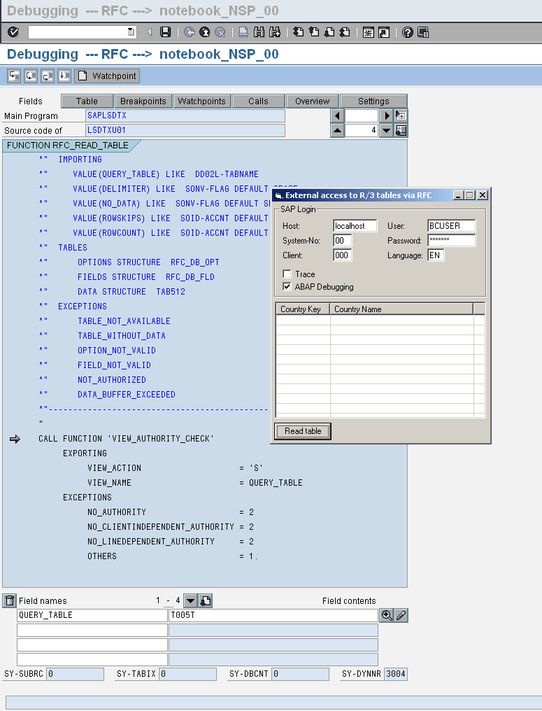 Debugging --- RFC ---> notebook_NSP_00
Debugging --- RFC ---> notebook_NSP_00
Watchpoint
Fields Table Breakpoints Watchpoints Calls Overview Settings
Main Program SAPLSDTX
Source code of LSDTXU01 4
FUNCTION RFC_READ_TABLE
*" IMPORTING
*" VALUE(QUERY_TABLE) LIKE DD02L-TABNAME
*" VALUE(DELIMITER) LIKE SONV-FLAG DEFAULT SPACE
*" VALUE(NO_DATA) LIKE SONV-FLAG DEFAULT S
*" VALUE(ROWSKIPS) LIKE SOID-ACCNT DEFAULT
*" VALUE(ROWCOUNT) LIKE SOID-ACCNT DEFAULT
*" TABLES
*" OPTIONS STRUCTURE RFC_DB_OPT
*" FIELDS STRUCTURE RFC_DB_FLD
*" DATA STRUCTURE TAB512
*" EXCEPTIONS
*" TABLE_NOT_AVAILABLE
*" TABLE_WITHOUT_DATA
*" OPTION_NOT_VALID
*" FIELD_NOT_VALID
*" NOT_AUTHORIZED
*" DATA_BUFFER_EXCEEDED
*"--------------------------------------------
"
CALL FUNCTION 'VIEW_AUTHORITY_CHECK'
EXPORTING
VIEW_ACTION = 'S'
VIEW_NAME = QUERY_TABLE
EXCEPTIONS
NO_AUTHORITY = 2
NO_CLIENTINDEPENDENT_AUTHORITY = 2
NO_LINEDEPENDENT_AUTHORITY = 2
OTHERS = 1.
External access to R/3 tables via RFC
SAP Login
Host: localhost User: BCUSER
System-No: 00 Password: *******
Client: 000 Language: EN
Trace
ABAP Debugging
Country Key Country Name
Read table
Field names 1 - 4 Field contents
QUERY_TABLE T005T
SY-SUBRC 0 SY-TABIX 0 SY-DBCNT 0 SY-DYNNR 3004